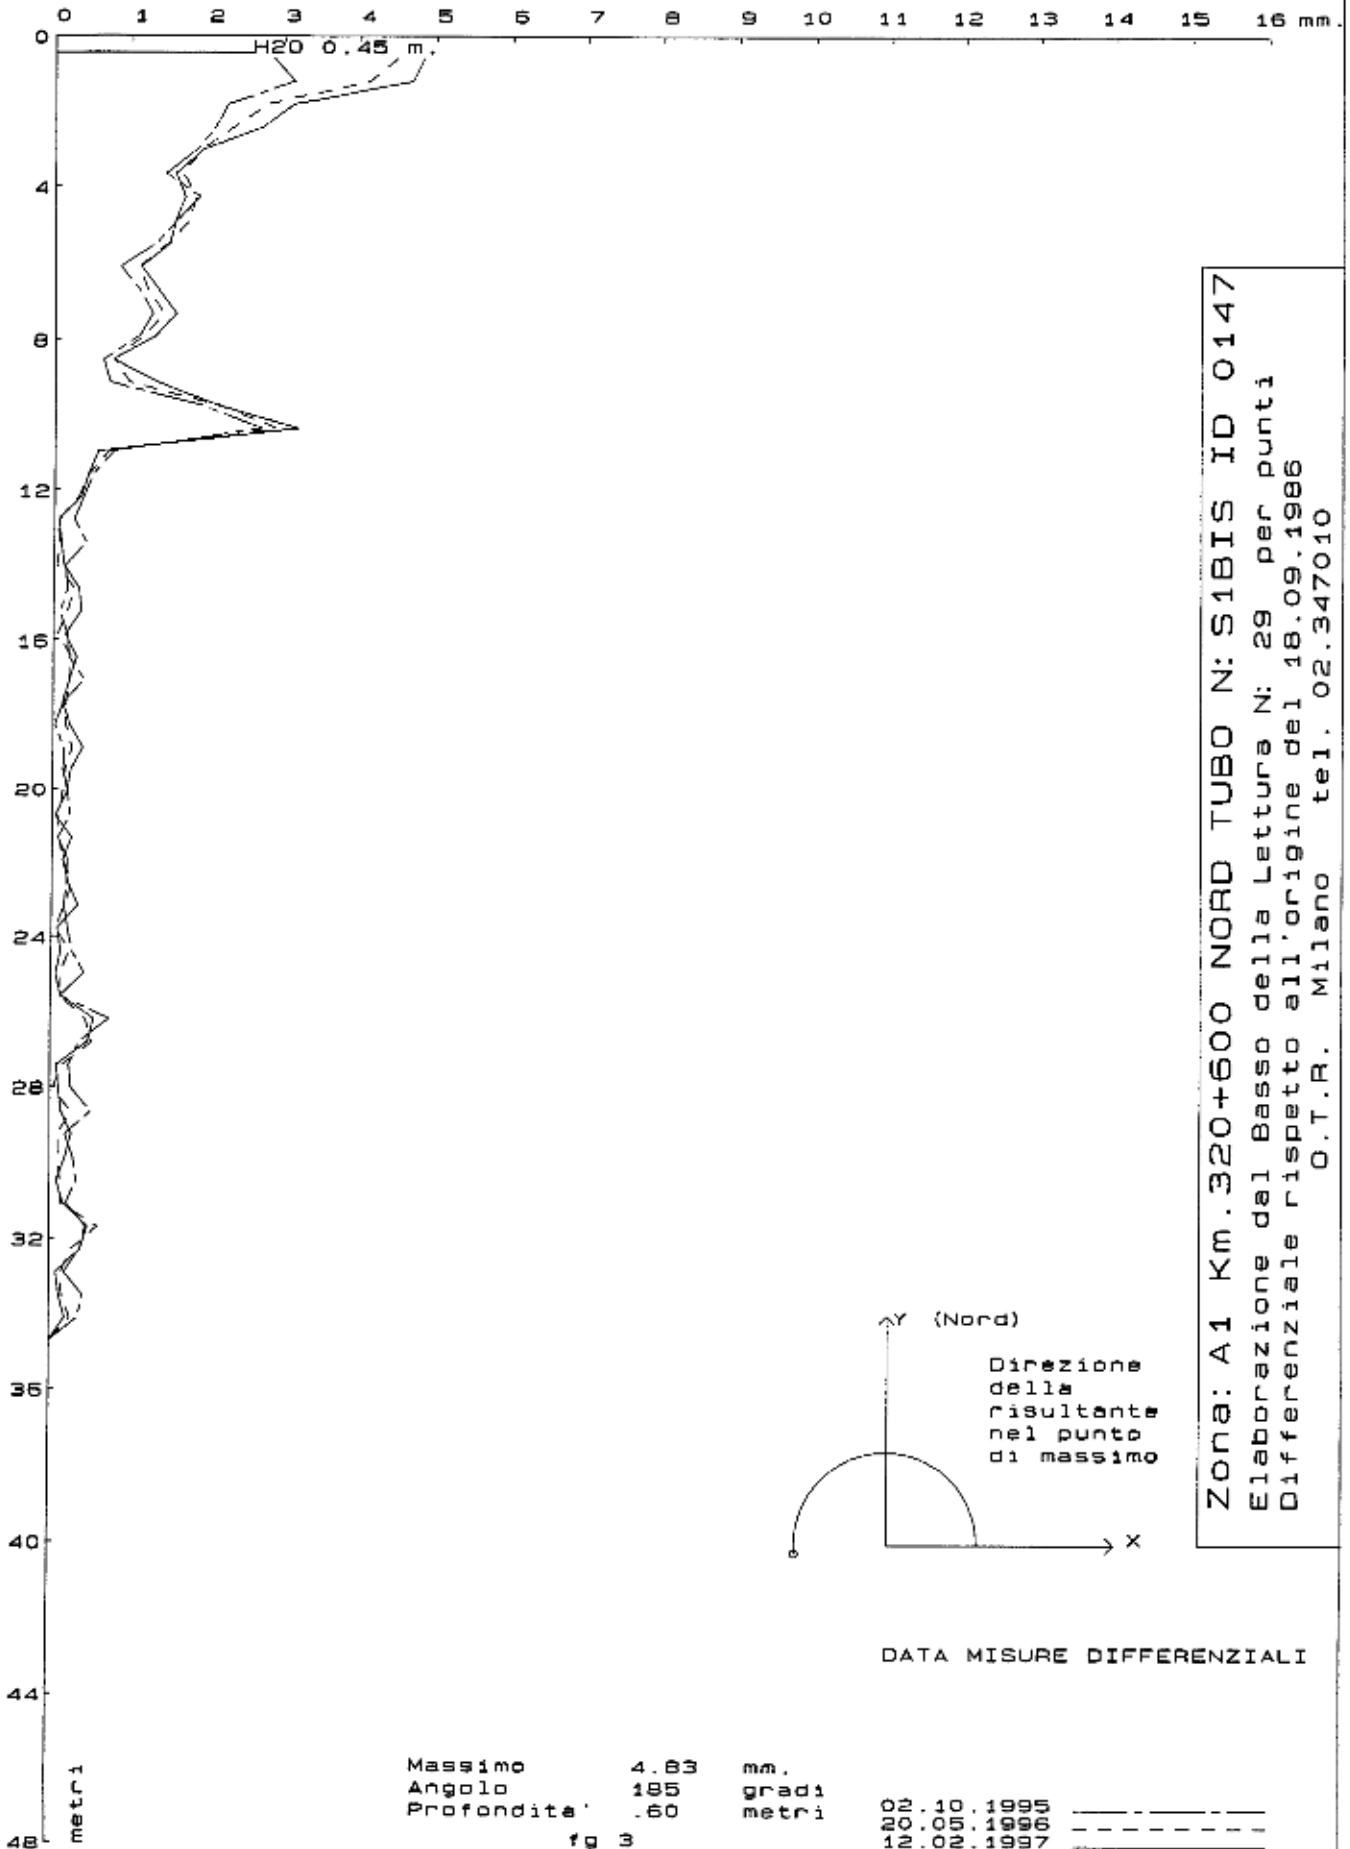 0 1 2 3 4 5 6 7 8 9 10 11 12 13 14 15 16 mm.
0
H20 0.45 m.
4
8
12
16
20
24
28
32
36
40
44
48
metri
Zona: A1 Km.320+600 NORD TUBO N: S1BIS ID 0147
Elaborazione dal Basso della Lettura N: 29 per punti
Differenziale rispetto all'origine del 18.09.1986
O.T.R. Milano tel. 02.347010
Y (Nord)
Direzione
della
risultante
nel punto
di massimo
X
DATA MISURE DIFFERENZIALI
Massimo 4.83 mm.
Angolo 185 gradi
Profondita' .60 metri
fg 3
02.10.1995
20.05.1996
12.02.1997